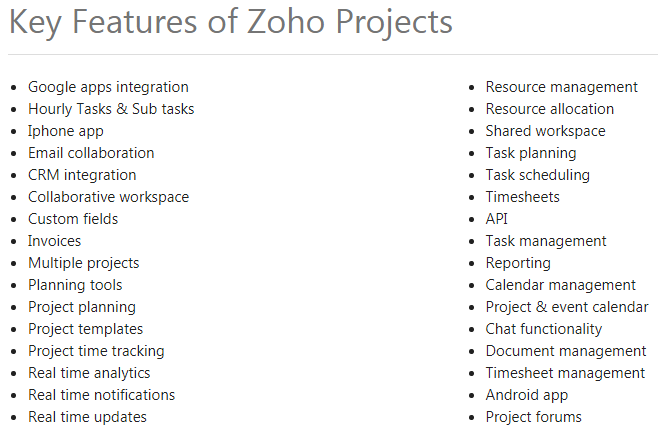 Key Features of Zoho Projects
Google apps integration
Hourly Tasks & Sub tasks
Iphone app
Email collaboration
CRM integration
Collaborative workspace
Custom fields
Invoices
Multiple projects
Planning tools
Project planning
Project templates
Project time tracking
Real time analytics
Real time notifications
Real time updates
Resource management
Resource allocation
Shared workspace
Task planning
Task scheduling
Timesheets
API
Task management
Reporting
Calendar management
Project & event calendar
Chat functionality
Document management
Timesheet management
Android app
Project forums